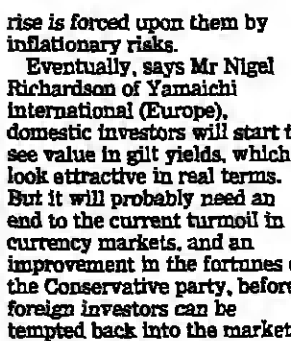 rise is forced upon them by
inflationary risks.
Eventually, says Mr Nigel
Richardson of Yamaichi
International (Europe),
domestic investors will start t
see value in gilt yields, which
look attractive in real terms.
But it will probably need an
end to the current turmoil in
currency markets, and an
improvement in the fortunes o
the Conservative party, before
foreign investors can be
tempted back into the market